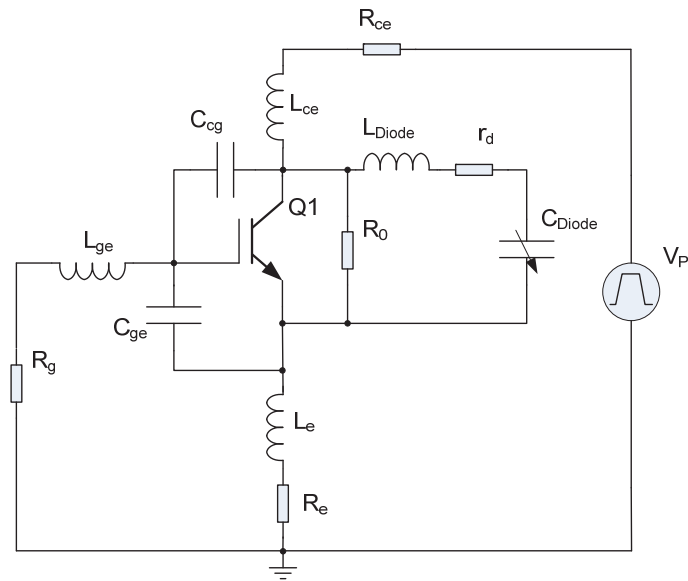 Rce
Lce
Ccg
LDiode
rd
Q1
CDiode
R0
Lge
VP
Cge
Rg
Le
Re